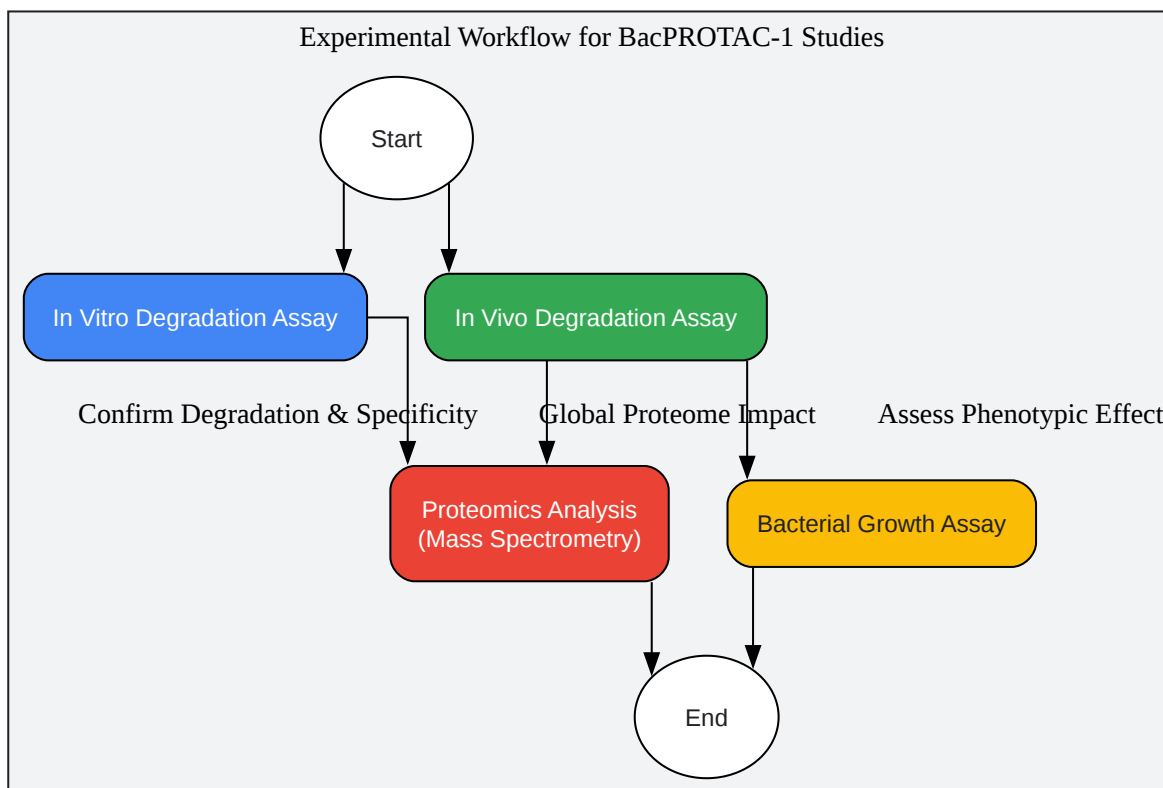 Experimental Workflow for BacPROTAC-1 Studies
Start
In Vitro Degradation Assay
In Vivo Degradation Assay
Confirm Degradation & Specificity
Global Proteome Impact
Assess Phenotypic Effect
Proteomics Analysis
(Mass Spectrometry)
Bacterial Growth Assay
End